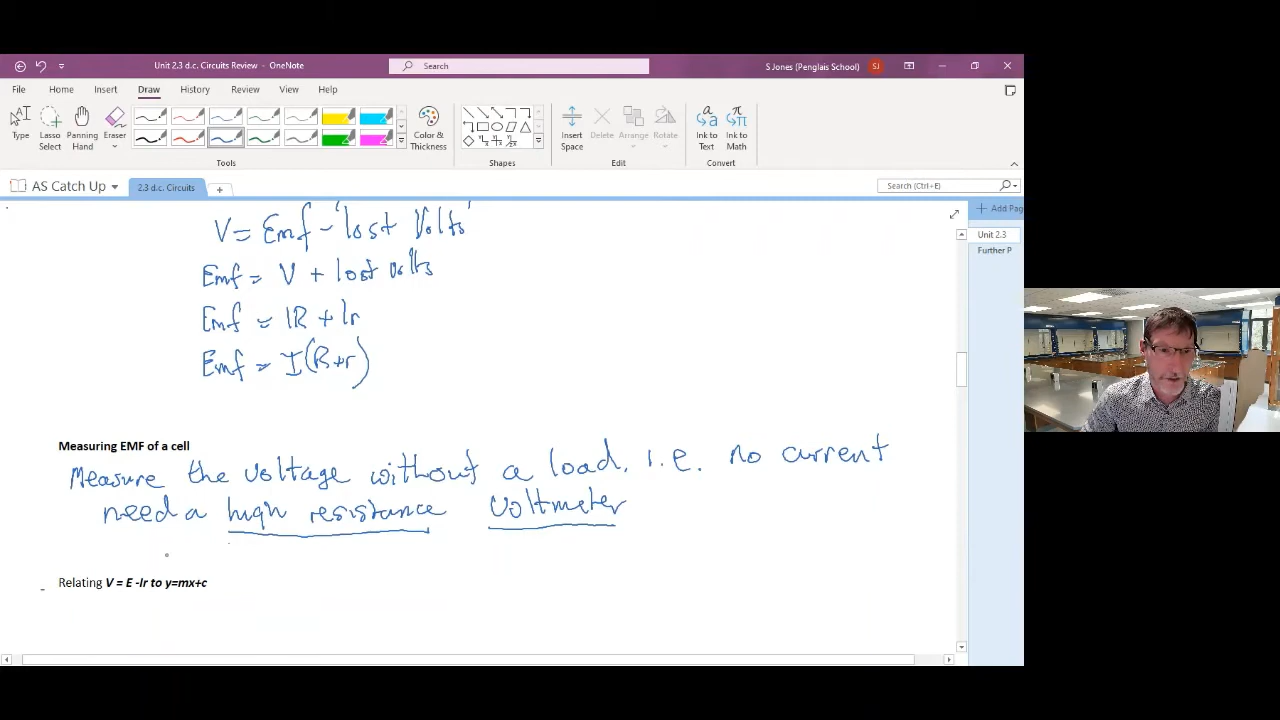 Unit 2.3 d.c. Circuits Review - OneNote
Search
S Jones (Penglais School)
SJ
File Home Insert Draw History Review View Help
Type
Lasso Select
Panning Hand
Eraser
Color & Thickness
Insert Space
Delete
Arrange
Rotate
Ink to Text
Ink to Math
Tools
Shapes
Edit
Convert
AS Catch Up
2.3 d.c. Circuits
Search (Ctrl+E)
Add Pag
Unit 2.3
Further P
V = Emf - 'lost Volts'
Emf = V + lost volts
Emf = IR + Ir
Emf = I(R+r)
Measuring EMF of a cell
Measure the voltage without a load. i.e. no current
need a high resistance voltmeter
Relating V = E -Ir to y=mx+c